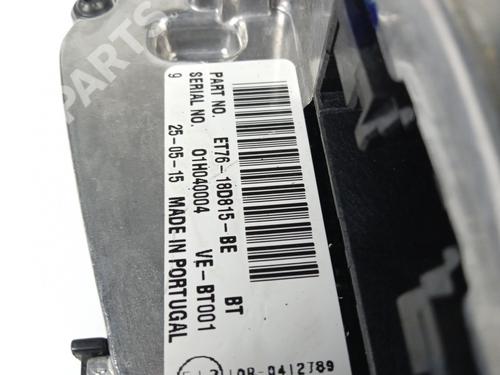 PARTS
PART NO. ET76-18D815-BE BT
SERIAL NO. 01H040004 VE-BT001
9 25-05-15 MADE IN PORTUGAL
10R-0412789